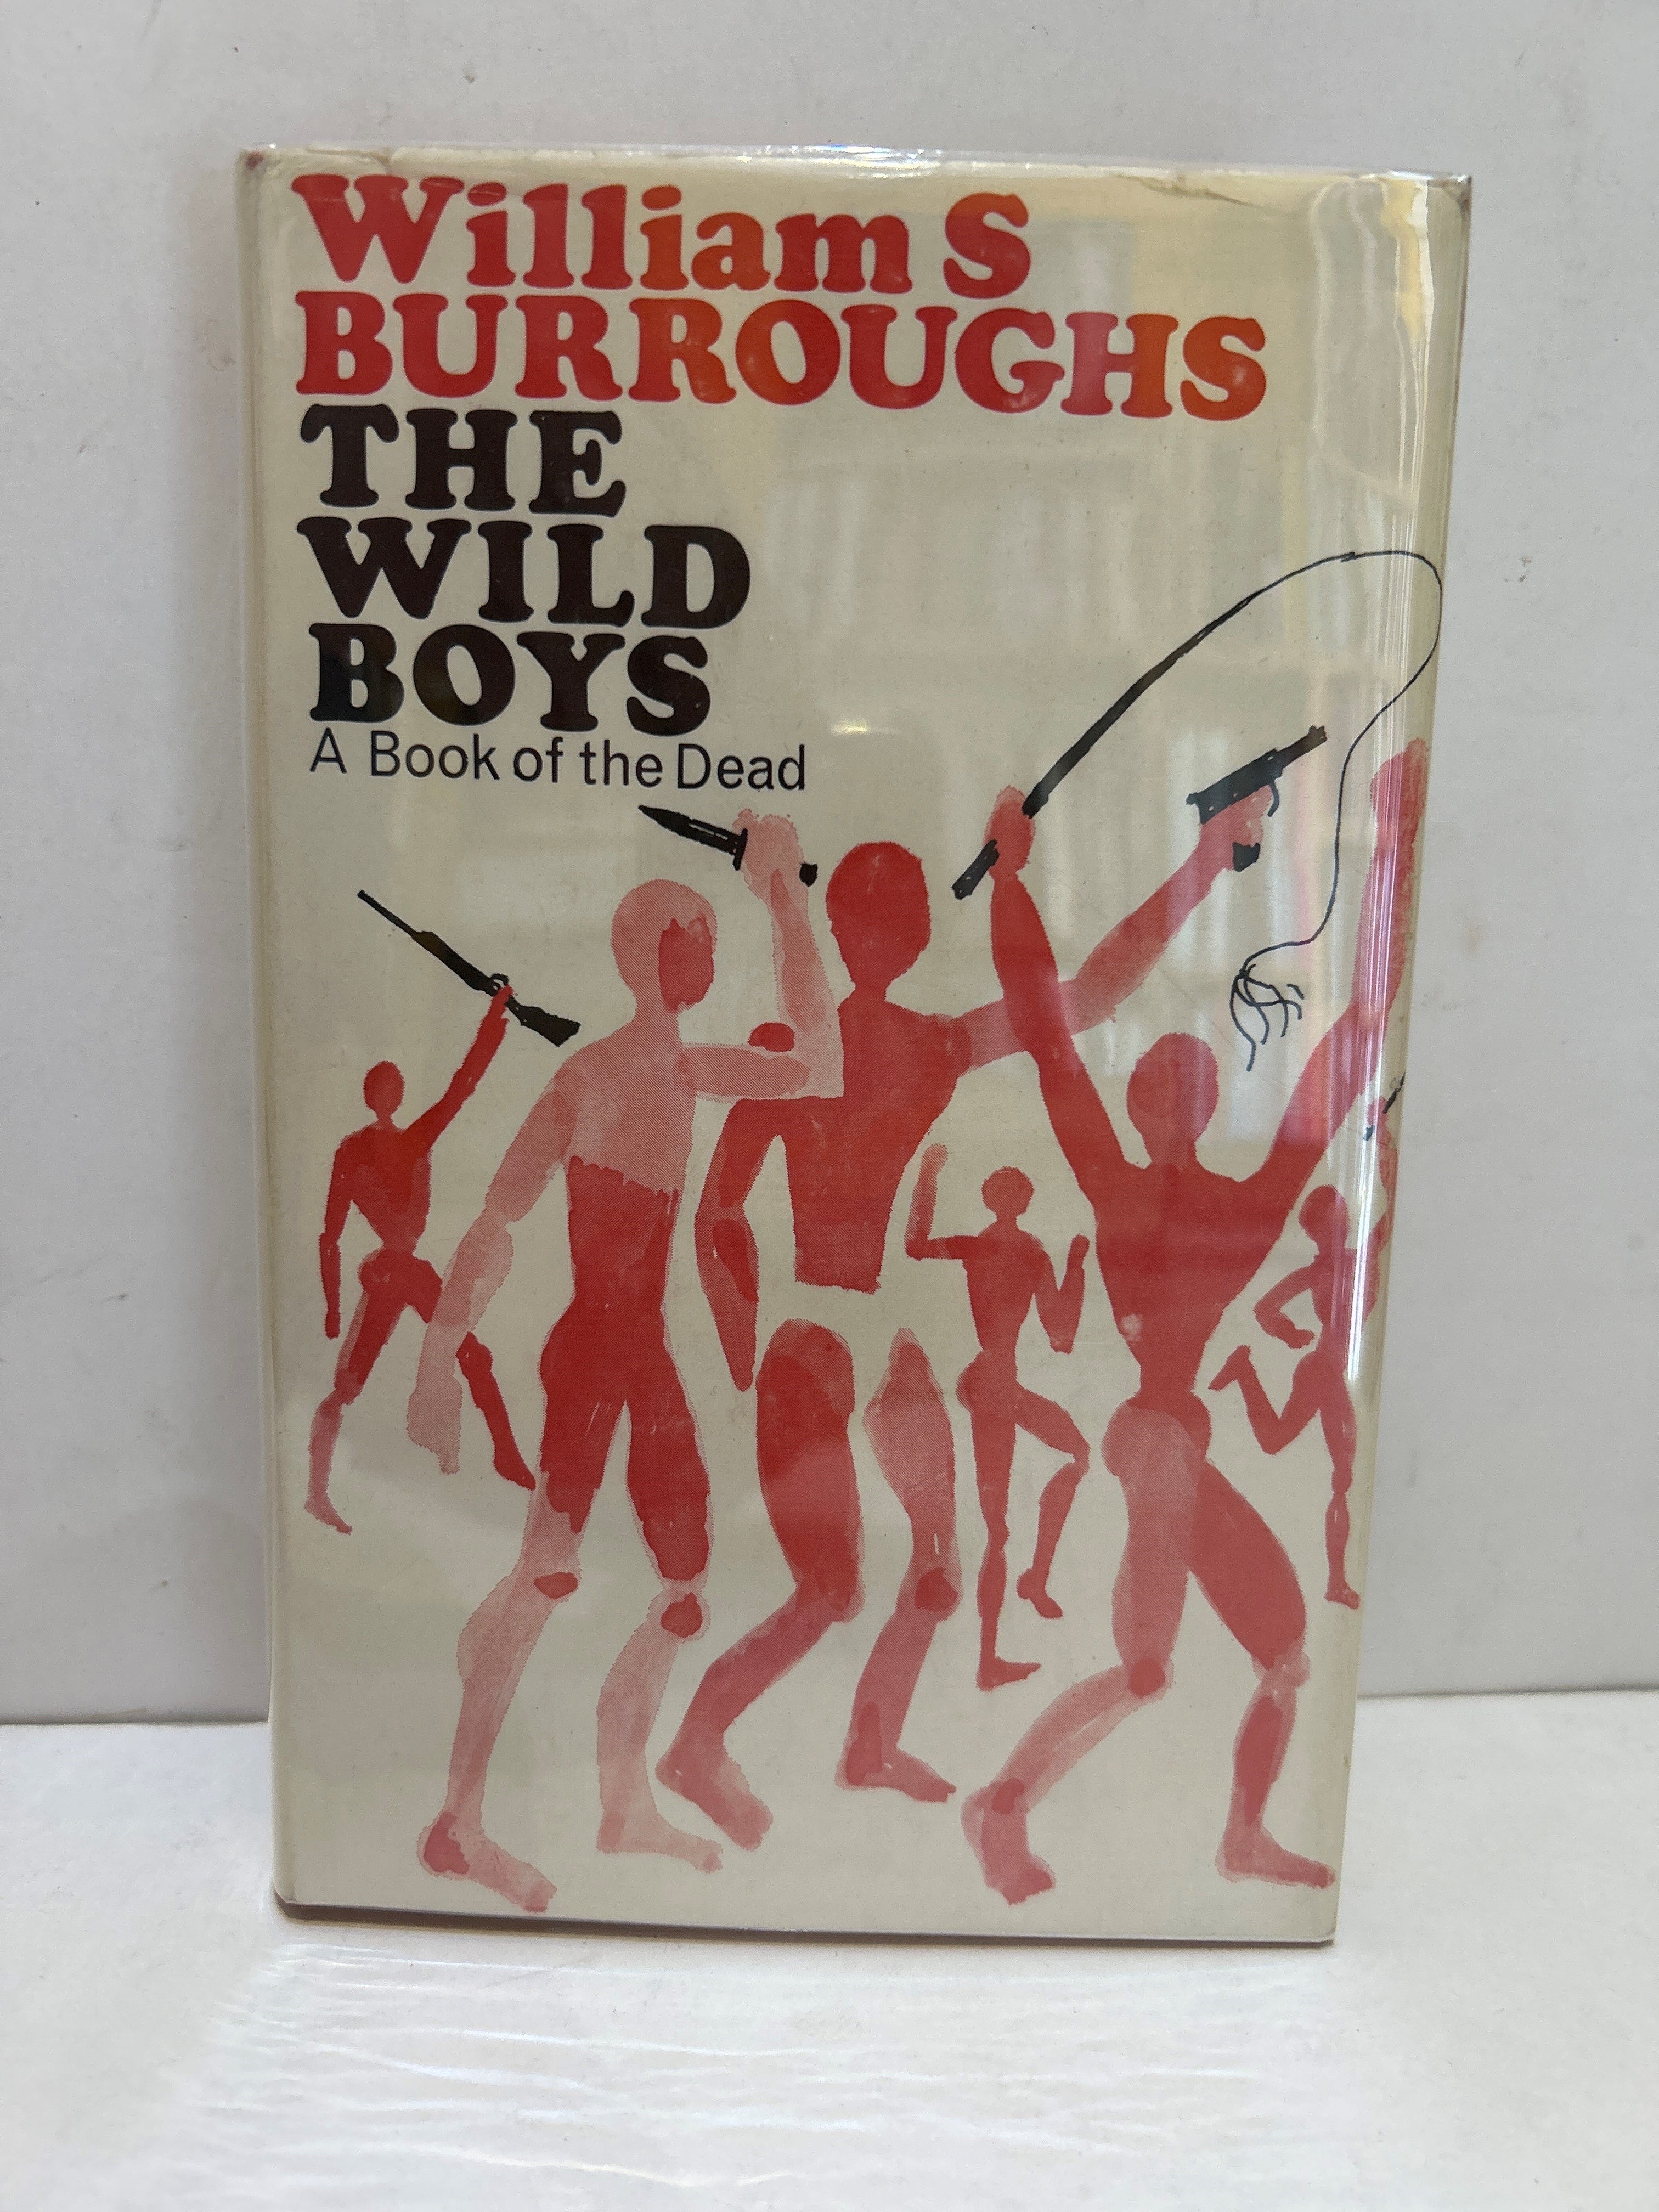 William S
BURROUGHS
THE
WILD
BOYS
A Book of the Dead